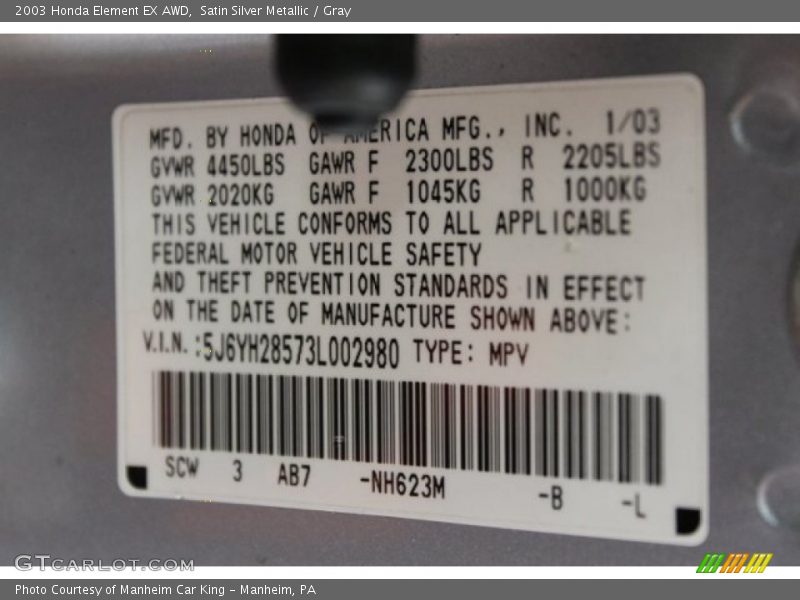 2003 Honda Element EX AWD,  Satin Silver Metallic / Gray
MFD. BY HONDA OF AMERICA MFG., INC. 1/03
GVWR 4450LBS GAWR F 2300LBS R 2205LBS
GVWR 2020KG GAWR F 1045KG R 1000KG
THIS VEHICLE CONFORMS TO ALL APPLICABLE
FEDERAL MOTOR VEHICLE SAFETY
AND THEFT PREVENTION STANDARDS IN EFFECT
ON THE DATE OF MANUFACTURE SHOWN ABOVE:
V.I.N.:5J6YH28573L002980 TYPE: MPV
SCW 3 AB7 -NH623M -B -L
GTCARLOT.COM
Photo Courtesy of Manheim Car King - Manheim, PA